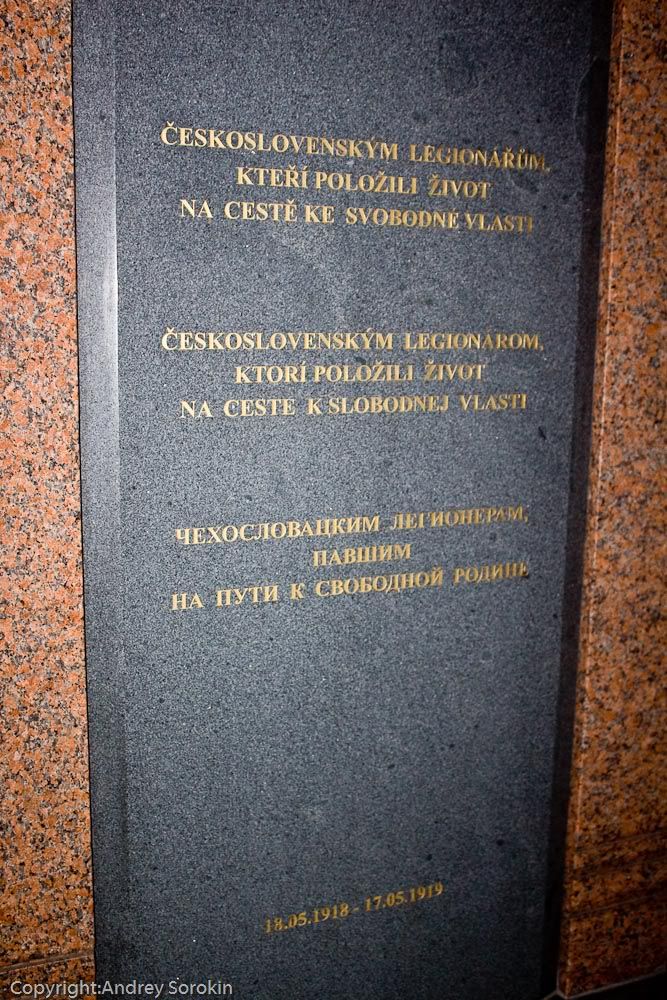 ČESKOSLOVENSKÝM LEGIONÁŘŮM,
KTEŘÍ POLOŽILI ŽIVOT
NA CESTĚ KE SVOBODNÉ VLASTI
ČESKOSLOVENSKÝM LEGIONÁROM,
KTORÍ POLOŽILI ŽIVOT
NA CESTE K SLOBODNEJ VLASTI
ЧЕХОСЛОВАЦКИМ ЛЕГИОНЕРАМ,
ПАВШИМ
НА ПУТИ К СВОБОДНОЙ РОДИНЕ
18.05.1918 - 17.05.1919
Copyright:Andrey Sorokin